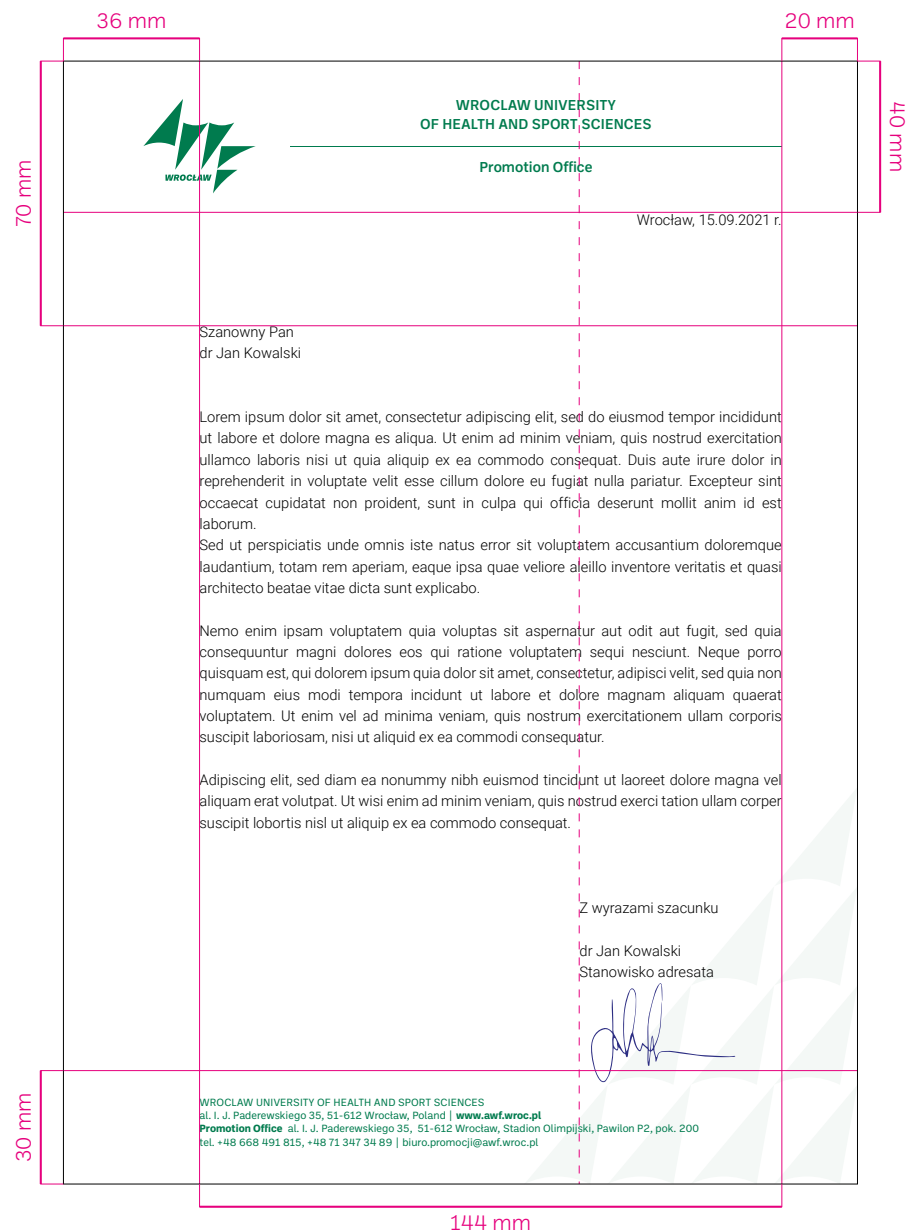 36 mm
20 mm
40 mm
70 mm
WROCŁAW
WROCLAW UNIVERSITY
OF HEALTH AND SPORT SCIENCES
Promotion Office
Wrocław, 15.09.2021 r.
Szanowny Pan
dr Jan Kowalski
Lorem ipsum dolor sit amet, consectetur adipiscing elit, sed do eiusmod tempor incididunt
ut labore et dolore magna es aliqua. Ut enim ad minim veniam, quis nostrud exercitation
ullamco laboris nisi ut quia aliquip ex ea commodo consequat. Duis aute irure dolor in
reprehenderit in voluptate velit esse cillum dolore eu fugiat nulla pariatur. Excepteur sint
occaecat cupidatat non proident, sunt in culpa qui officia deserunt mollit anim id est
laborum.
Sed ut perspiciatis unde omnis iste natus error sit voluptatem accusantium doloremque
laudantium, totam rem aperiam, eaque ipsa quae veliore aleillo inventore veritatis et quasi
architecto beatae vitae dicta sunt explicabo.
Nemo enim ipsam voluptatem quia voluptas sit aspernatur aut odit aut fugit, sed quia
consequuntur magni dolores eos qui ratione voluptatem sequi nesciunt. Neque porro
quisquam est, qui dolorem ipsum quia dolor sit amet, consectetur, adipisci velit, sed quia non
numquam eius modi tempora incidunt ut labore et dolore magnam aliquam quaerat
voluptatem. Ut enim vel ad minima veniam, quis nostrum exercitationem ullam corporis
suscipit laboriosam, nisi ut aliquid ex ea commodi consequatur.
Adipiscing elit, sed diam ea nonummy nibh euismod tincidunt ut laoreet dolore magna vel
aliquam erat volutpat. Ut wisi enim ad minim veniam, quis nostrud exerci tation ullam corper
suscipit lobortis nisl ut aliquip ex ea commodo consequat.
Z wyrazami szacunku
dr Jan Kowalski
Stanowisko adresata
30 mm
WROCLAW UNIVERSITY OF HEALTH AND SPORT SCIENCES
al. I. J. Paderewskiego 35, 51-612 Wrocław, Poland | www.awf.wroc.pl
Promotion Office al. I. J. Paderewskiego 35, 51-612 Wrocław, Stadion Olimpijski, Pawilon P2, pok. 200
tel. +48 668 491 815, +48 71 347 34 89 | biuro.promocji@awf.wroc.pl
144 mm